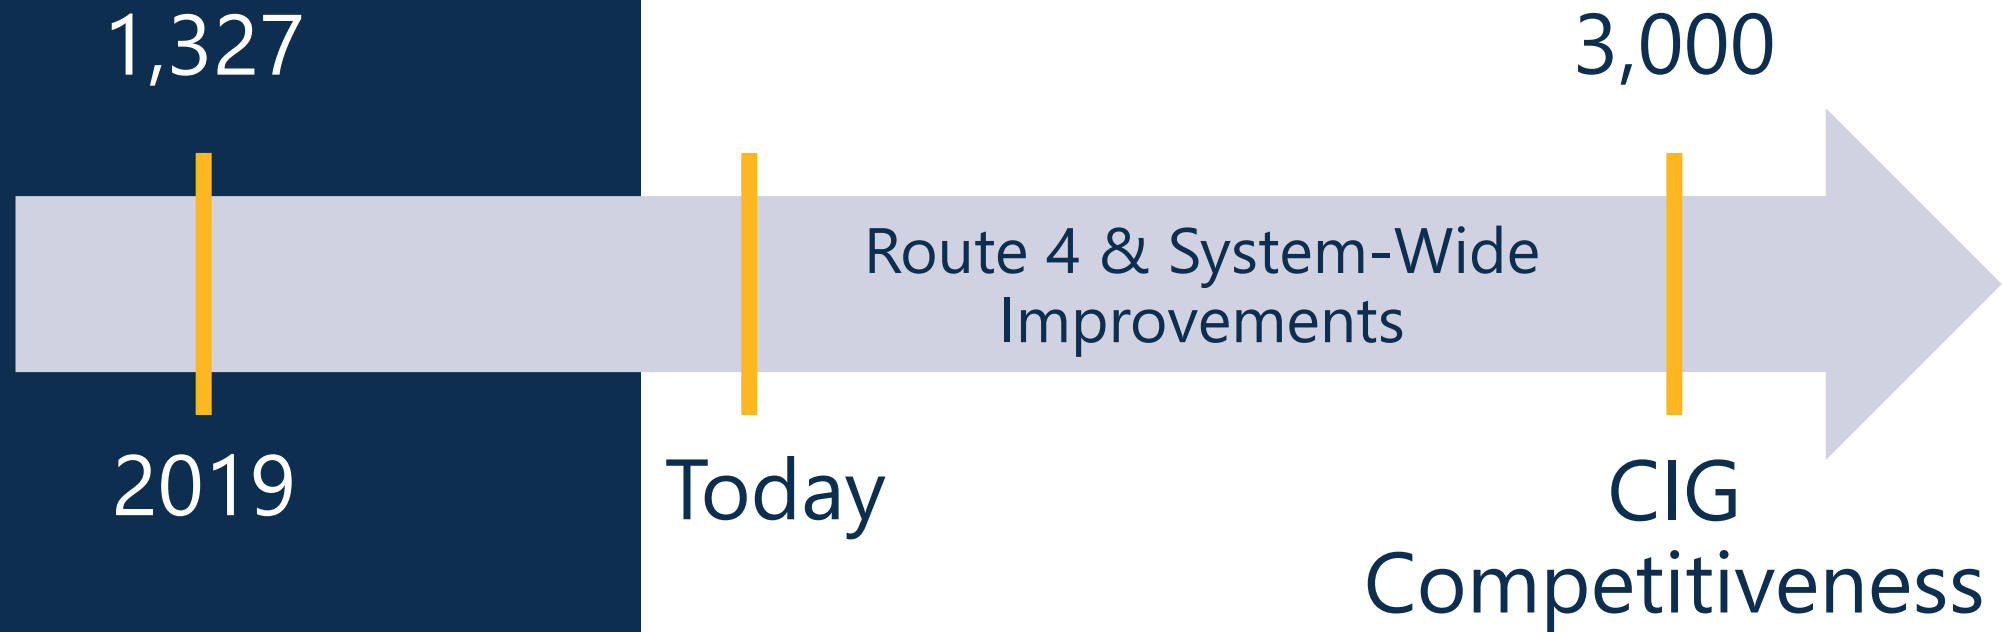 1,327
3,000
Route 4 & System-Wide
Improvements
2019
Today
CIG
Competitiveness